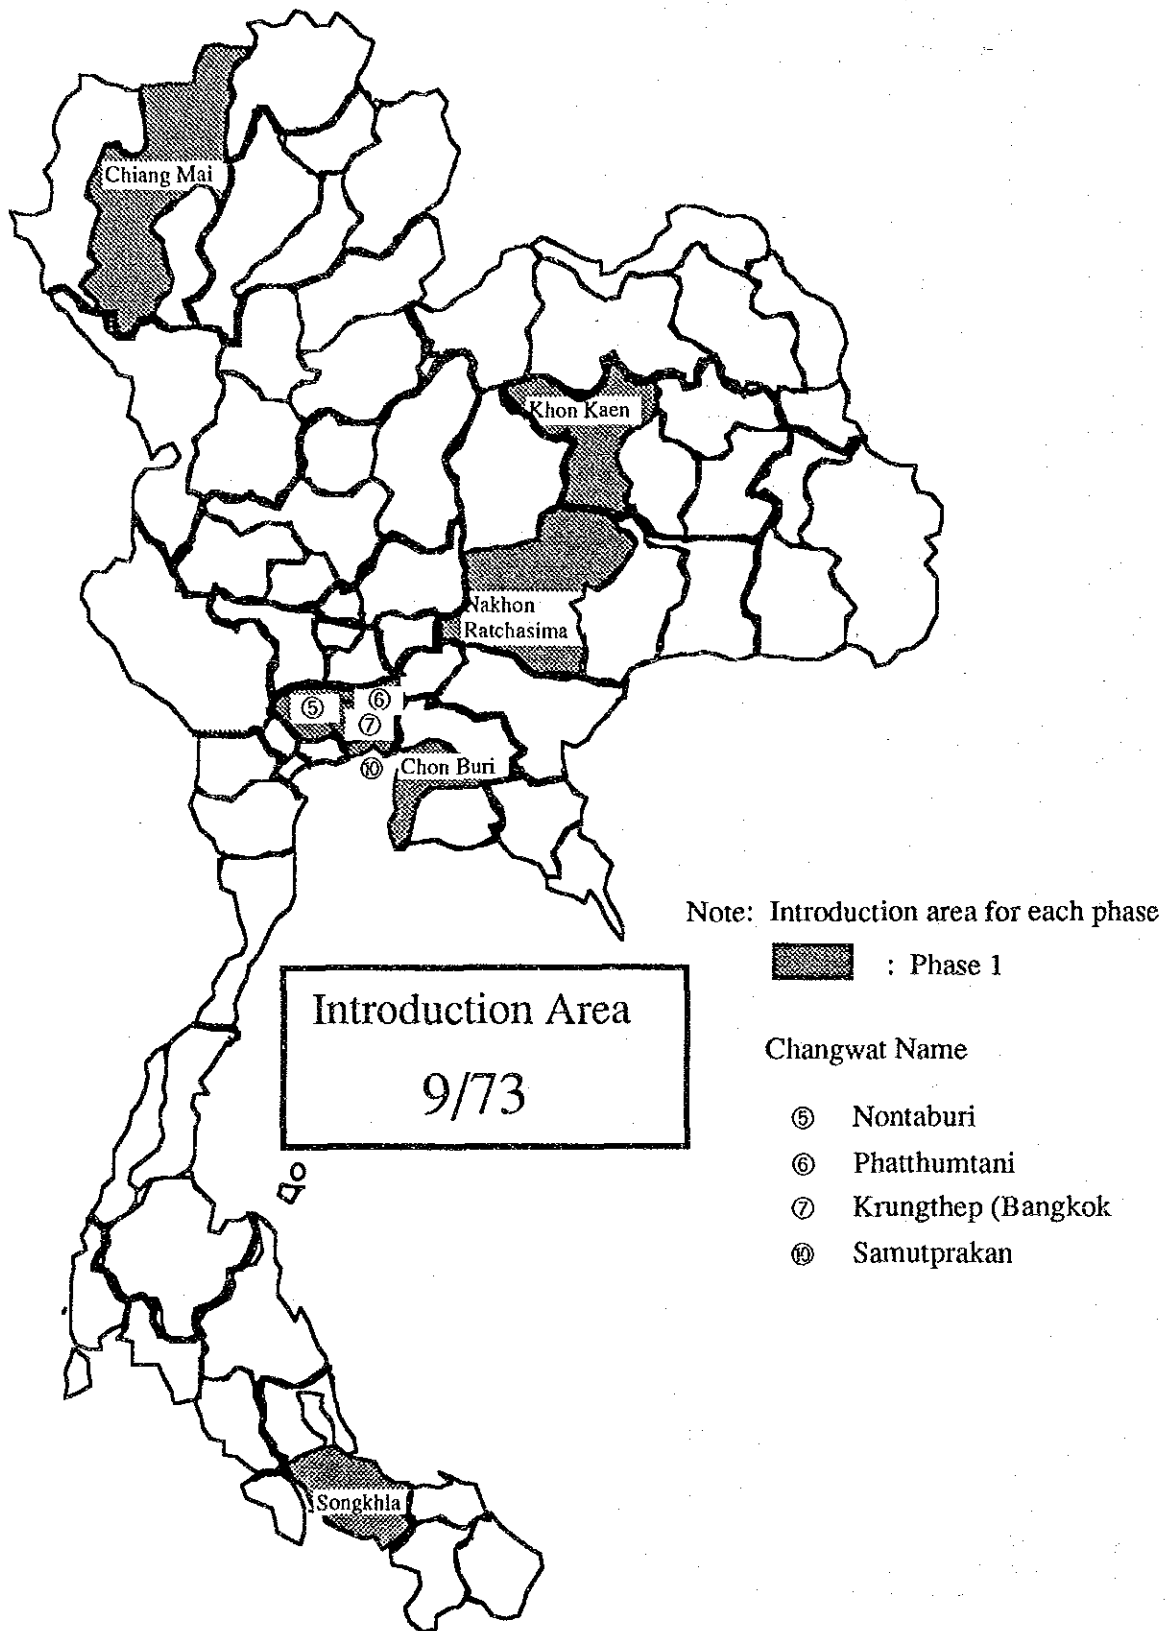 Chiang Mai
Khon Kaen
Nakhon
Ratchasima
⑤
⑥
⑦
⑩
Chon Buri
Note: Introduction area for each phase
: Phase 1
Introduction Area
9/73
Changwat Name
⑤ Nontaburi
⑥ Phatthumtani
⑦ Krungthep (Bangkok
⑩ Samutprakan
Songkhla